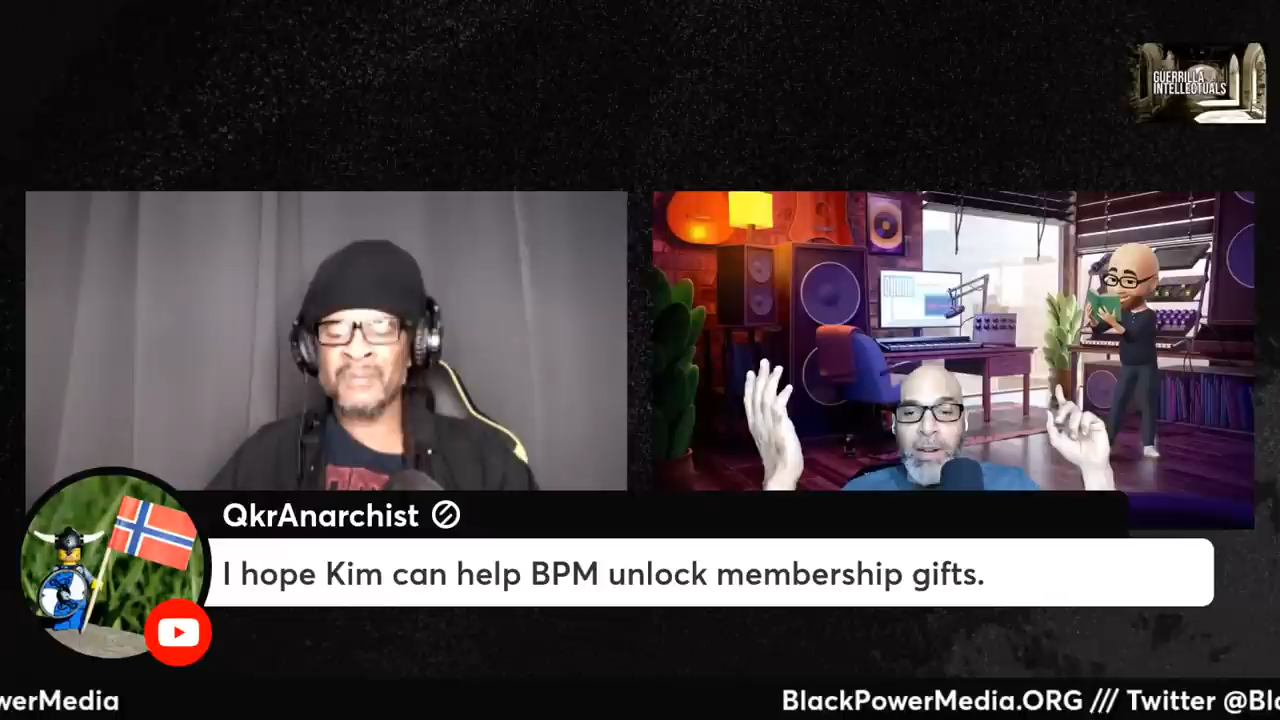 GUERRILLA
INTELLECTUALS
QkrAnarchist
I hope Kim can help BPM unlock membership gifts.
werMedia
BlackPowerMedia.ORG /// Twitter @Bla